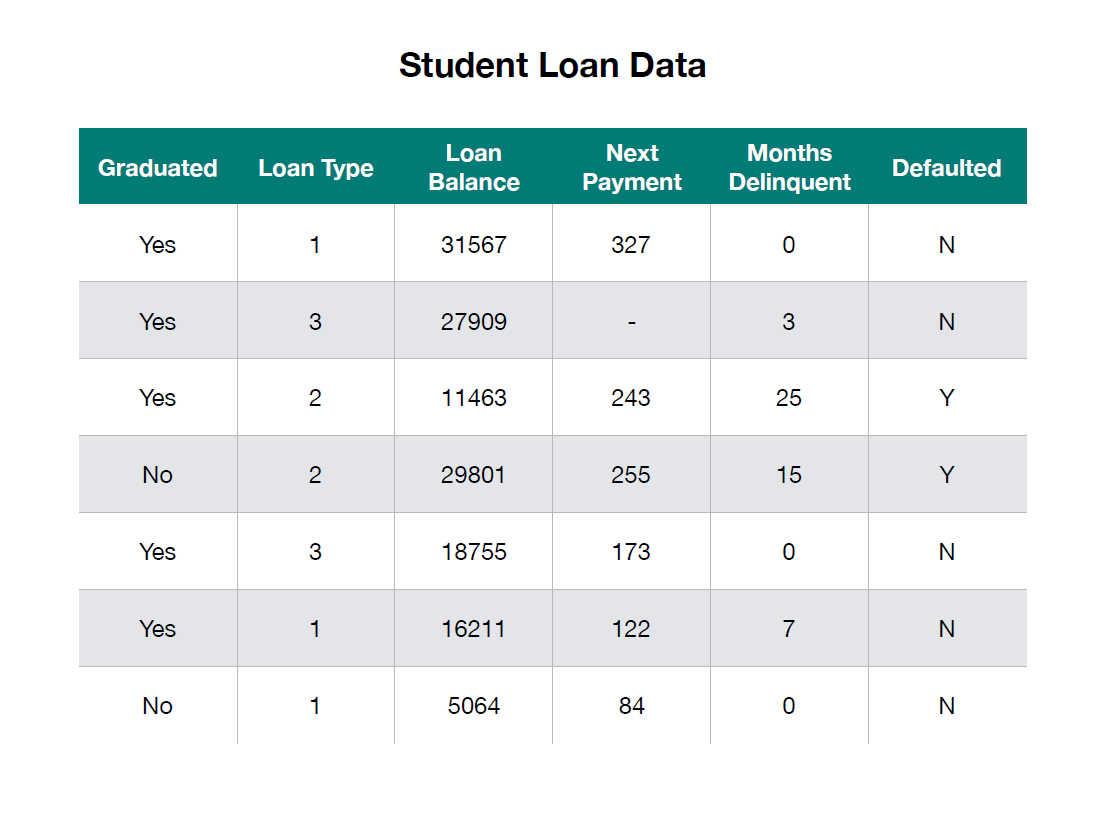 Student Loan Data
Graduated Loan Type Loan Balance Next Payment Months Delinquent Defaulted
Yes 1 31567 327 0 N
Yes 3 27909 - 3 N
Yes 2 11463 243 25 Y
No 2 29801 255 15 Y
Yes 3 18755 173 0 N
Yes 1 16211 122 7 N
No 1 5064 84 0 N